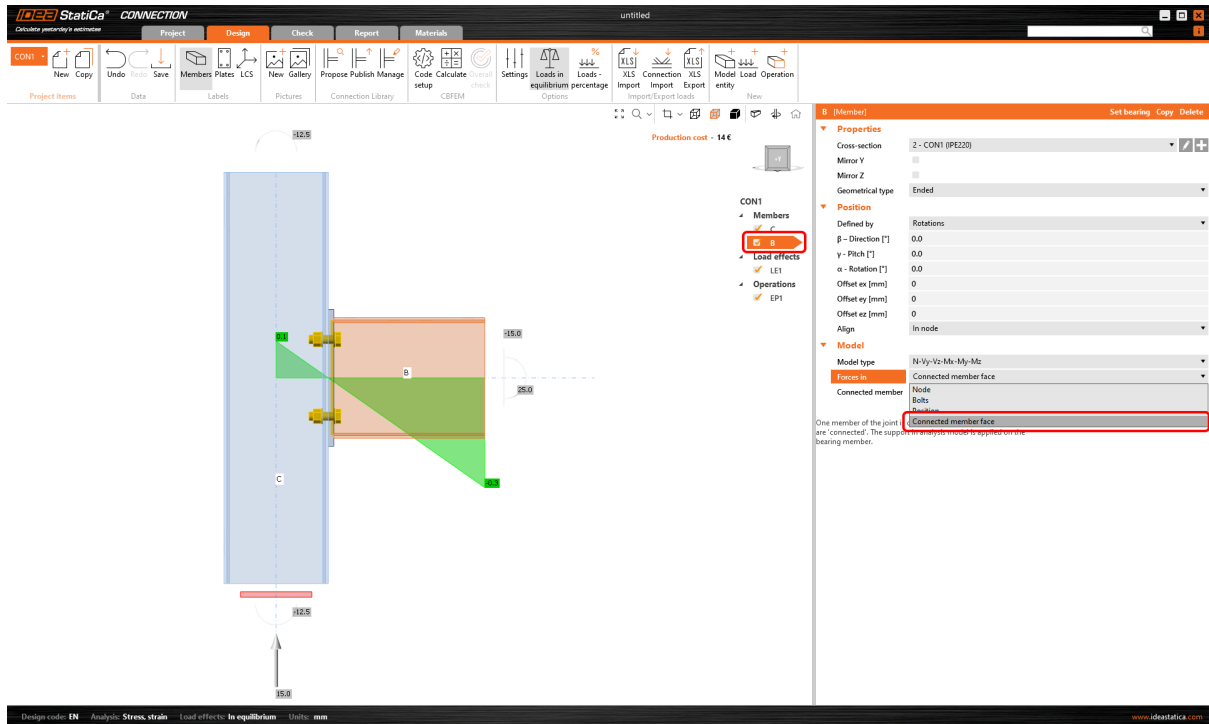 IDEA StatiCa® CONNECTION
untitled
Calculate yesterday's estimates
Project Design Check Report Materials
CON1
New Copy
Undo Redo Save
Members Plates LCS
New Gallery
Propose Publish Manage
Code setup Calculate Overall check
Settings Loads in equilibrium Loads - percentage
XLS Import Connection Import XLS Export
Model entity Load Operation
Project items Data Labels Pictures Connection Library CBFEM Options Import/Export loads New
Production cost - 14 €
-Y
-12.5
0.1
-15.0
B
25.0
C
-0.3
-12.5
15.0
CON1
Members
C
B
Load effects
LE1
Operations
EP1
B [Member] Set bearing Copy Delete
Properties
Cross-section 2 - CON1 (IPE220)
Mirror Y
Mirror Z
Geometrical type Ended
Position
Defined by Rotations
β – Direction [°] 0.0
γ - Pitch [°] 0.0
α - Rotation [°] 0.0
Offset ex [mm] 0
Offset ey [mm] 0
Offset ez [mm] 0
Align In node
Model
Model type N-Vy-Vz-Mx-My-Mz
Forces in Connected member face
Connected member Node
Bolts
Position
Connected member face
One member of the joint i
are 'connected'. The support in analysis model is applied on the
bearing member.
Design code: EN Analysis: Stress, strain Load effects: In equilibrium Units: mm
www.ideastatica.com